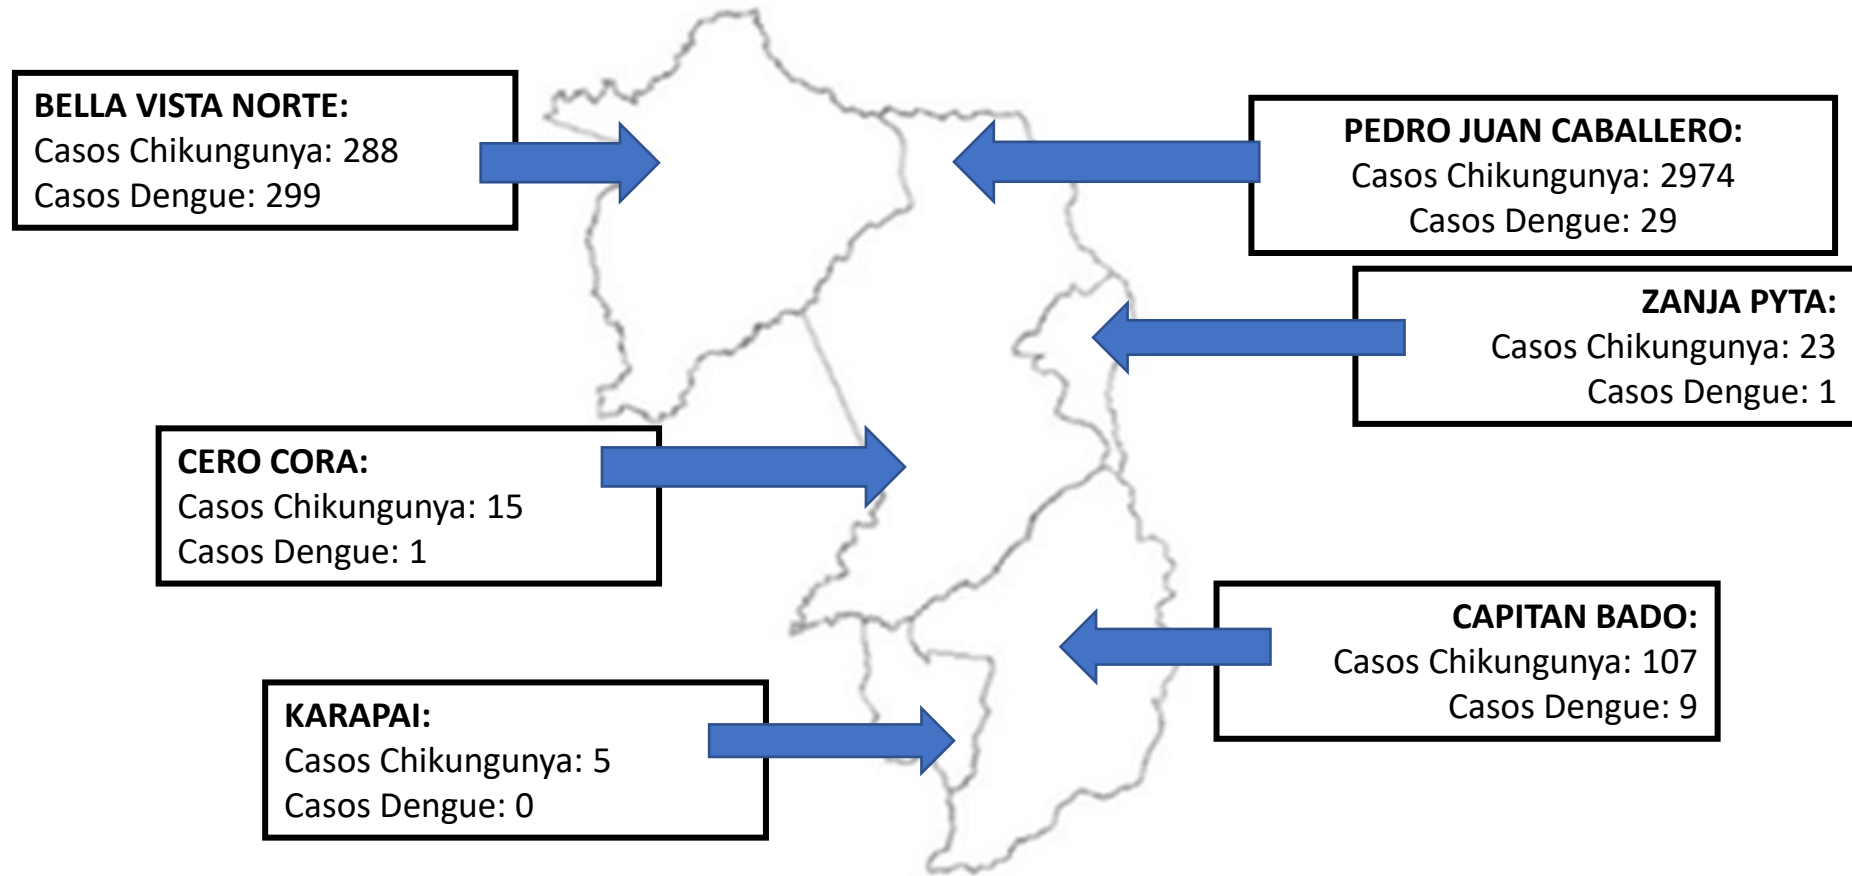 BELLA VISTA NORTE:
Casos Chikungunya: 288
Casos Dengue: 299
PEDRO JUAN CABALLERO:
Casos Chikungunya: 2974
Casos Dengue: 29
ZANJA PYTA:
Casos Chikungunya: 23
Casos Dengue: 1
CERO CORA:
Casos Chikungunya: 15
Casos Dengue: 1
CAPITAN BADO:
Casos Chikungunya: 107
Casos Dengue: 9
KARAPAI:
Casos Chikungunya: 5
Casos Dengue: 0